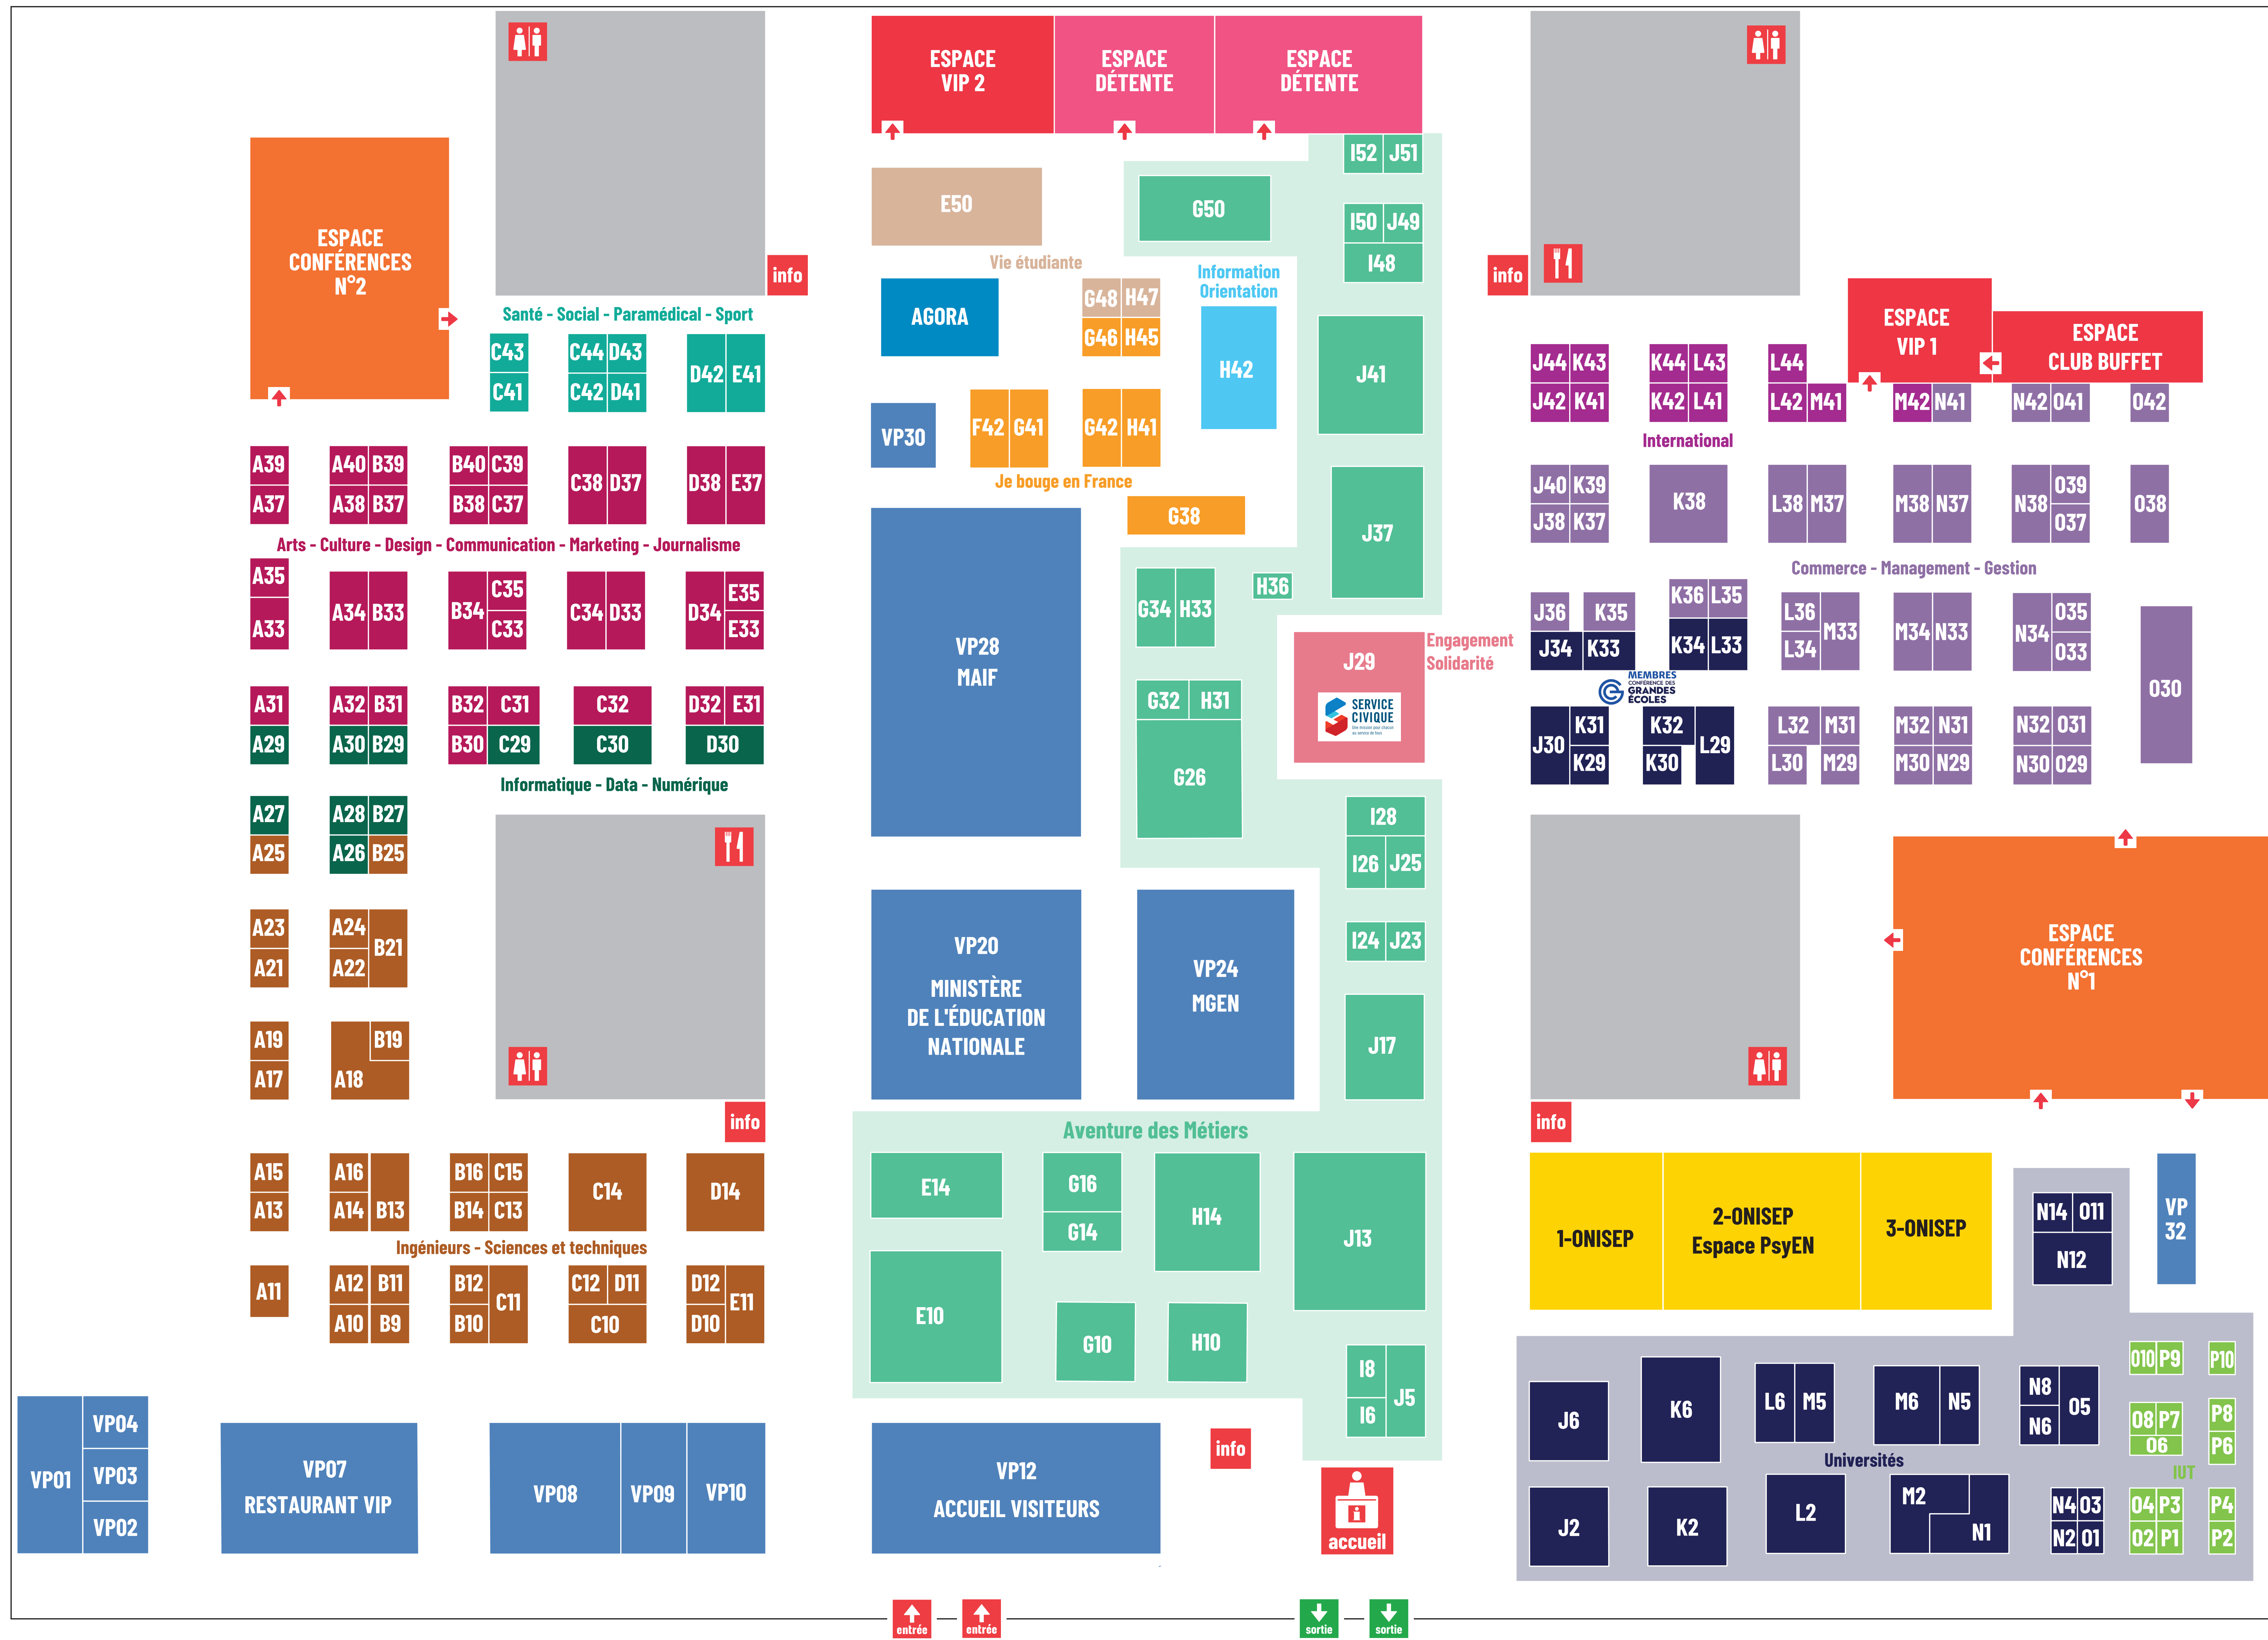 ESPACE
VIP 2
ESPACE
DÉTENTE
ESPACE
DÉTENTE
I52 J51
ESPACE
CONFÉRENCES
N°2
E50
G50
I50 J49
I48
Vie étudiante
info
Information
Orientation
info
Santé - Social - Paramédical - Sport
AGORA
G48 H47
G46 H45
H42
J41
ESPACE
VIP 1
ESPACE
CLUB BUFFET
C43 C44 D43 D42 E41
C41 C42 D41
J44 K43 K44 L43 L44
J42 K41 K42 L41 L42 M41 M42 N41 N42 O41 O42
VP30
F42 G41 G42 H41
International
Je bouge en France
A39 A40 B39 B40 C39 C38 D37 D38 E37
A37 A38 B37 B38 C37
G38
J37
J40 K39 K38 L38 M37 M38 N37 N38 O39 O38
J38 K37 O37
Arts - Culture - Design - Communication - Marketing - Journalisme
Commerce - Management - Gestion
A35 A34 B33 B34 C35 C34 D33 D34 E35
A33 C33 E33
G34 H33 H36
J36 K35 K36 L35 L36 M33 M34 N33 N34 O35
J34 K33 K34 L33 L34 O33
O30
VP28
MAIF
J29
Engagement
Solidarité
SERVICE
CIVIQUE
Une mission pour chacun
au service de tous
MEMBRES
CONFÉRENCE DES
GRANDES
ÉCOLES
A31 A32 B31 B32 C31 C32 D32 E31
A29 A30 B29 B30 C29 C30 D30
G32 H31
G26
J30 K31 K32 L29 L32 M31 M32 N31 N32 O31
K29 K30 L30 M29 M30 N29 N30 O29
Informatique - Data - Numérique
A27 A28 B27
A25 A26 B25
I28
I26 J25
A23 A24 B21
A21 A22
VP20
MINISTÈRE
DE L'ÉDUCATION
NATIONALE
VP24
MGEN
I24 J23
ESPACE
CONFÉRENCES
N°1
A19 B19
A17 A18
J17
info
info
Aventure des Métiers
A15 A16 B13 B16 C15 C14 D14
A13 A14 B14 C13
E14
G16
G14
H14
J13
1-ONISEP
2-ONISEP
Espace PsyEN
3-ONISEP
N14 O11
N12
VP
32
Ingénieurs - Sciences et techniques
A11 A12 B11 B12 C11 C12 D11 D12 E11
A10 B9 B10 C10 D10
E10
G10
H10
I8 J5
I6
O10 P9 P10
J6 K6 L6 M5 M6 N5 N8 O5
N6
O8 P7 P8
O6 P6
Universités
IUT
VP01
VP04
VP03
VP02
VP07
RESTAURANT VIP
VP08 VP09 VP10
VP12
ACCUEIL VISITEURS
info
accueil
J2 K2 L2 M2 N1
N4 O3 O4 P3 P4
N2 O1 O2 P1 P2
entrée
entrée
sortie
sortie